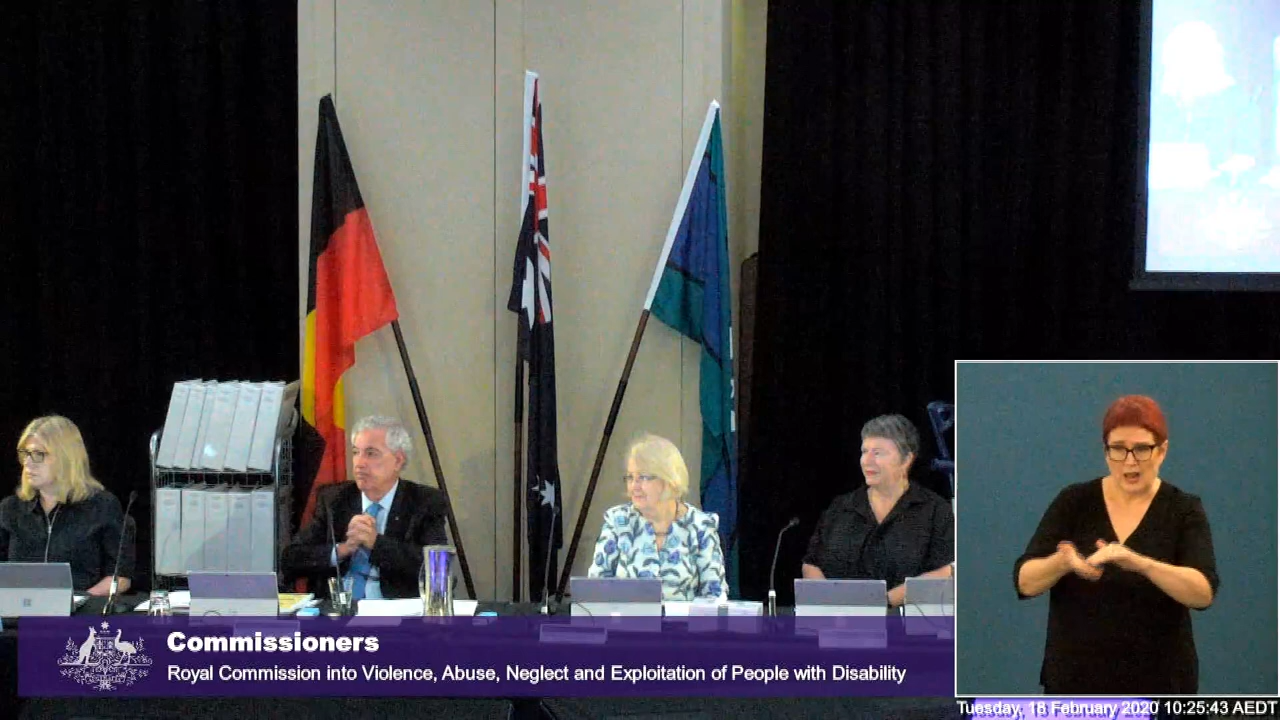 Commissioners
Royal Commission into Violence, Abuse, Neglect and Exploitation of People with Disability
Tuesday, 18 February 2020 10:25:43 AEDT